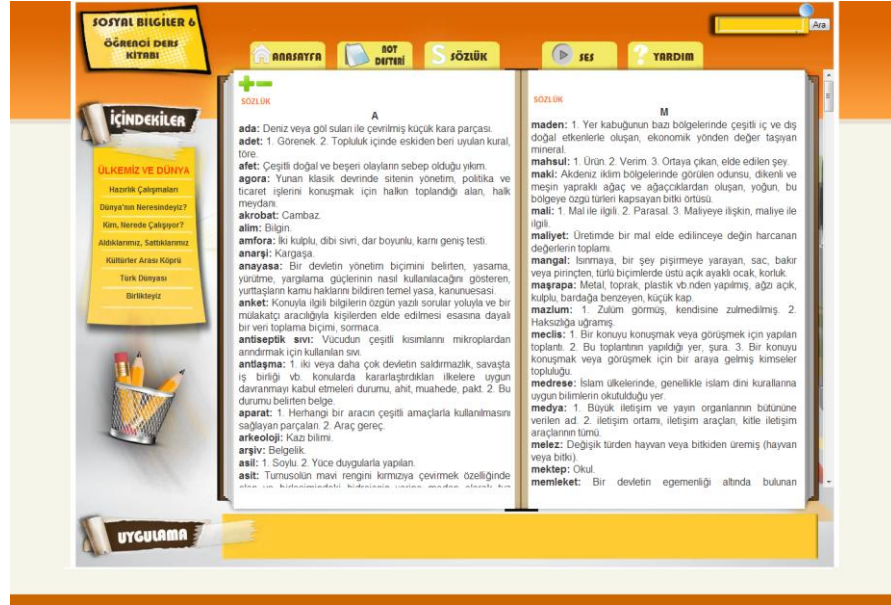 SOSYAL BILGILER 6
ÖĞRENCİ DERS
KİTABI
Ara
ANASAYFA
NOT
DEFTERİ
S SÖZLÜK
SES
? YARDIM
İÇİNDEKİLER
ÜLKEMİZ VE DÜNYA
Hazırlık Çalışmaları
Dünya'nın Neresindeyiz?
Kim, Nerede Çalışıyor?
Aldıklarımız, Sattıklarımız
Kültürler Arası Köprü
Türk Dünyası
Birlikteyiz
SÖZLÜK
A
ada: Deniz veya göl suları ile çevrilmiş küçük kara parçası.
adet: 1. Görenek. 2. Topluluk içinde eskiden beri uyulan kural,
töre.
afet: Çeşitli doğal ve beşeri olayların sebep olduğu yıkım.
agora: Yunan klasik devrinde sitenin yönetim, politika ve
ticaret işlerini konuşmak için halkın toplandığı alan, halk
meydanı.
akrobat: Cambaz.
alim: Bilgin.
amfora: İki kulplu, dibi sivri, dar boyunlu, karnı geniş testi.
anarşi: Kargaşa.
anayasa: Bir devletin yönetim biçimini belirten, yasama,
yürütme, yargılama güçlerinin nasıl kullanılacağını gösteren,
yurttaşların kamu haklarını bildiren temel yasa, kanunuesasi.
anket: Konuyla ilgili bilgilerin özgün yazılı sorular yoluyla ve bir
mülakatçı aracılığıyla kişilerden elde edilmesi esasına dayalı
bir veri toplama biçimi, sormaca.
antiseptik sıvı: Vücudun çeşitli kısımlarını mikroplardan
arındırmak için kullanılan sıvı.
antlaşma: 1. iki veya daha çok devletin saldırmazlık, savaşta
iş birliği vb. konularda kararlaştırdıkları ilkelere uygun
davranmayı kabul etmeleri durumu, ahit, muahede, pakt. 2. Bu
durumu belirten belge.
aparat: 1. Herhangi bir aracın çeşitli amaçlarla kullanılmasını
sağlayan parçaları. 2. Araç gereç.
arkeoloji: Kazı bilimi.
arşiv: Belgelik.
asil: 1. Soylu. 2. Yüce duygularla yapılan.
asit: Turnusolün mavi rengini kırmızıya çevirmek özelliğinde
SÖZLÜK
M
maden: 1. Yer kabuğunun bazı bölgelerinde çeşitli iç ve dış
doğal etkenlerle oluşan, ekonomik yönden değer taşıyan
mineral.
mahsul: 1. Ürün. 2. Verim. 3. Ortaya çıkan, elde edilen şey.
maki: Akdeniz iklim bölgelerinde görülen odunsu, dikenli ve
meşin yapraklı ağaç ve ağaççıklardan oluşan, yoğun, bu
bölgeye özgü türleri kapsayan bitki örtüsü.
mali: 1. Mal ile ilgili. 2. Parasal. 3. Maliyeye ilişkin, maliye ile
ilgili.
maliyet: Üretimde bir mal elde edilinceye değin harcanan
değerlerin toplamı.
mangal: Isınmaya, bir şey pişirmeye yarayan, sac, bakır
veya pirinçten, türlü biçimlerde üstü açık ayaklı ocak, korluk.
maşrapa: Metal, toprak, plastik vb.nden yapılmış, ağzı açık,
kulplu, bardağa benzeyen, küçük kap.
mazlum: 1. Zulüm görmüş, kendisine zulmedilmiş. 2.
Haksızlığa uğramış.
meclis: 1. Bir konuyu konuşmak veya görüşmek için yapılan
toplantı. 2. Bu toplantının yapıldığı yer, şura. 3. Bir konuyu
konuşmak veya görüşmek için bir araya gelmiş kimseler
topluluğu.
medrese: İslam ülkelerinde, genellikle islam dini kurallarına
uygun bilimlerin okutulduğu yer.
medya: 1. Büyük iletişim ve yayın organlarının bütününe
verilen ad. 2. iletişim ortamı, iletişim araçları, kitle iletişim
araçlarının tümü.
melez: Değişik türden hayvan veya bitkiden üremiş (hayvan
veya bitki).
mektep: Okul.
memleket: Bir devletin egemenliği altında bulunan
UYGULAMA